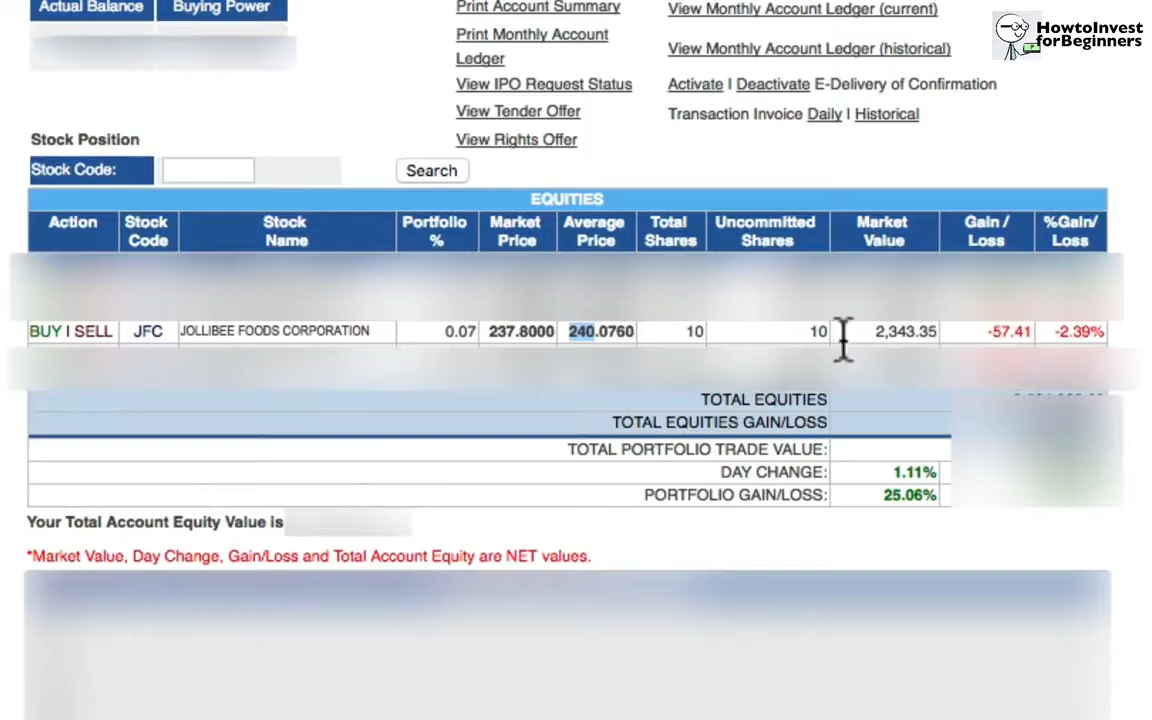 Actual Balance Buying Power
Print Account Summary
View Monthly Account Ledger (current)
HowtoInvest
forBeginners
Print Monthly Account
Ledger
View Monthly Account Ledger (historical)
View IPO Request Status
Activate I Deactivate E-Delivery of Confirmation
View Tender Offer
Transaction Invoice Daily I Historical
View Rights Offer
Stock Position
Stock Code: Search
EQUITIES
Action Stock Code Stock Name Portfolio % Market Price Average Price Total Shares Uncommitted Shares Market Value Gain / Loss %Gain/ Loss
BUY I SELL JFC JOLLIBEE FOODS CORPORATION 0.07 237.8000 240.0760 10 10 2,343.35 -57.41 -2.39%
TOTAL EQUITIES
TOTAL EQUITIES GAIN/LOSS
TOTAL PORTFOLIO TRADE VALUE:
DAY CHANGE: 1.11%
PORTFOLIO GAIN/LOSS: 25.06%
Your Total Account Equity Value is
*Market Value, Day Change, Gain/Loss and Total Account Equity are NET values.